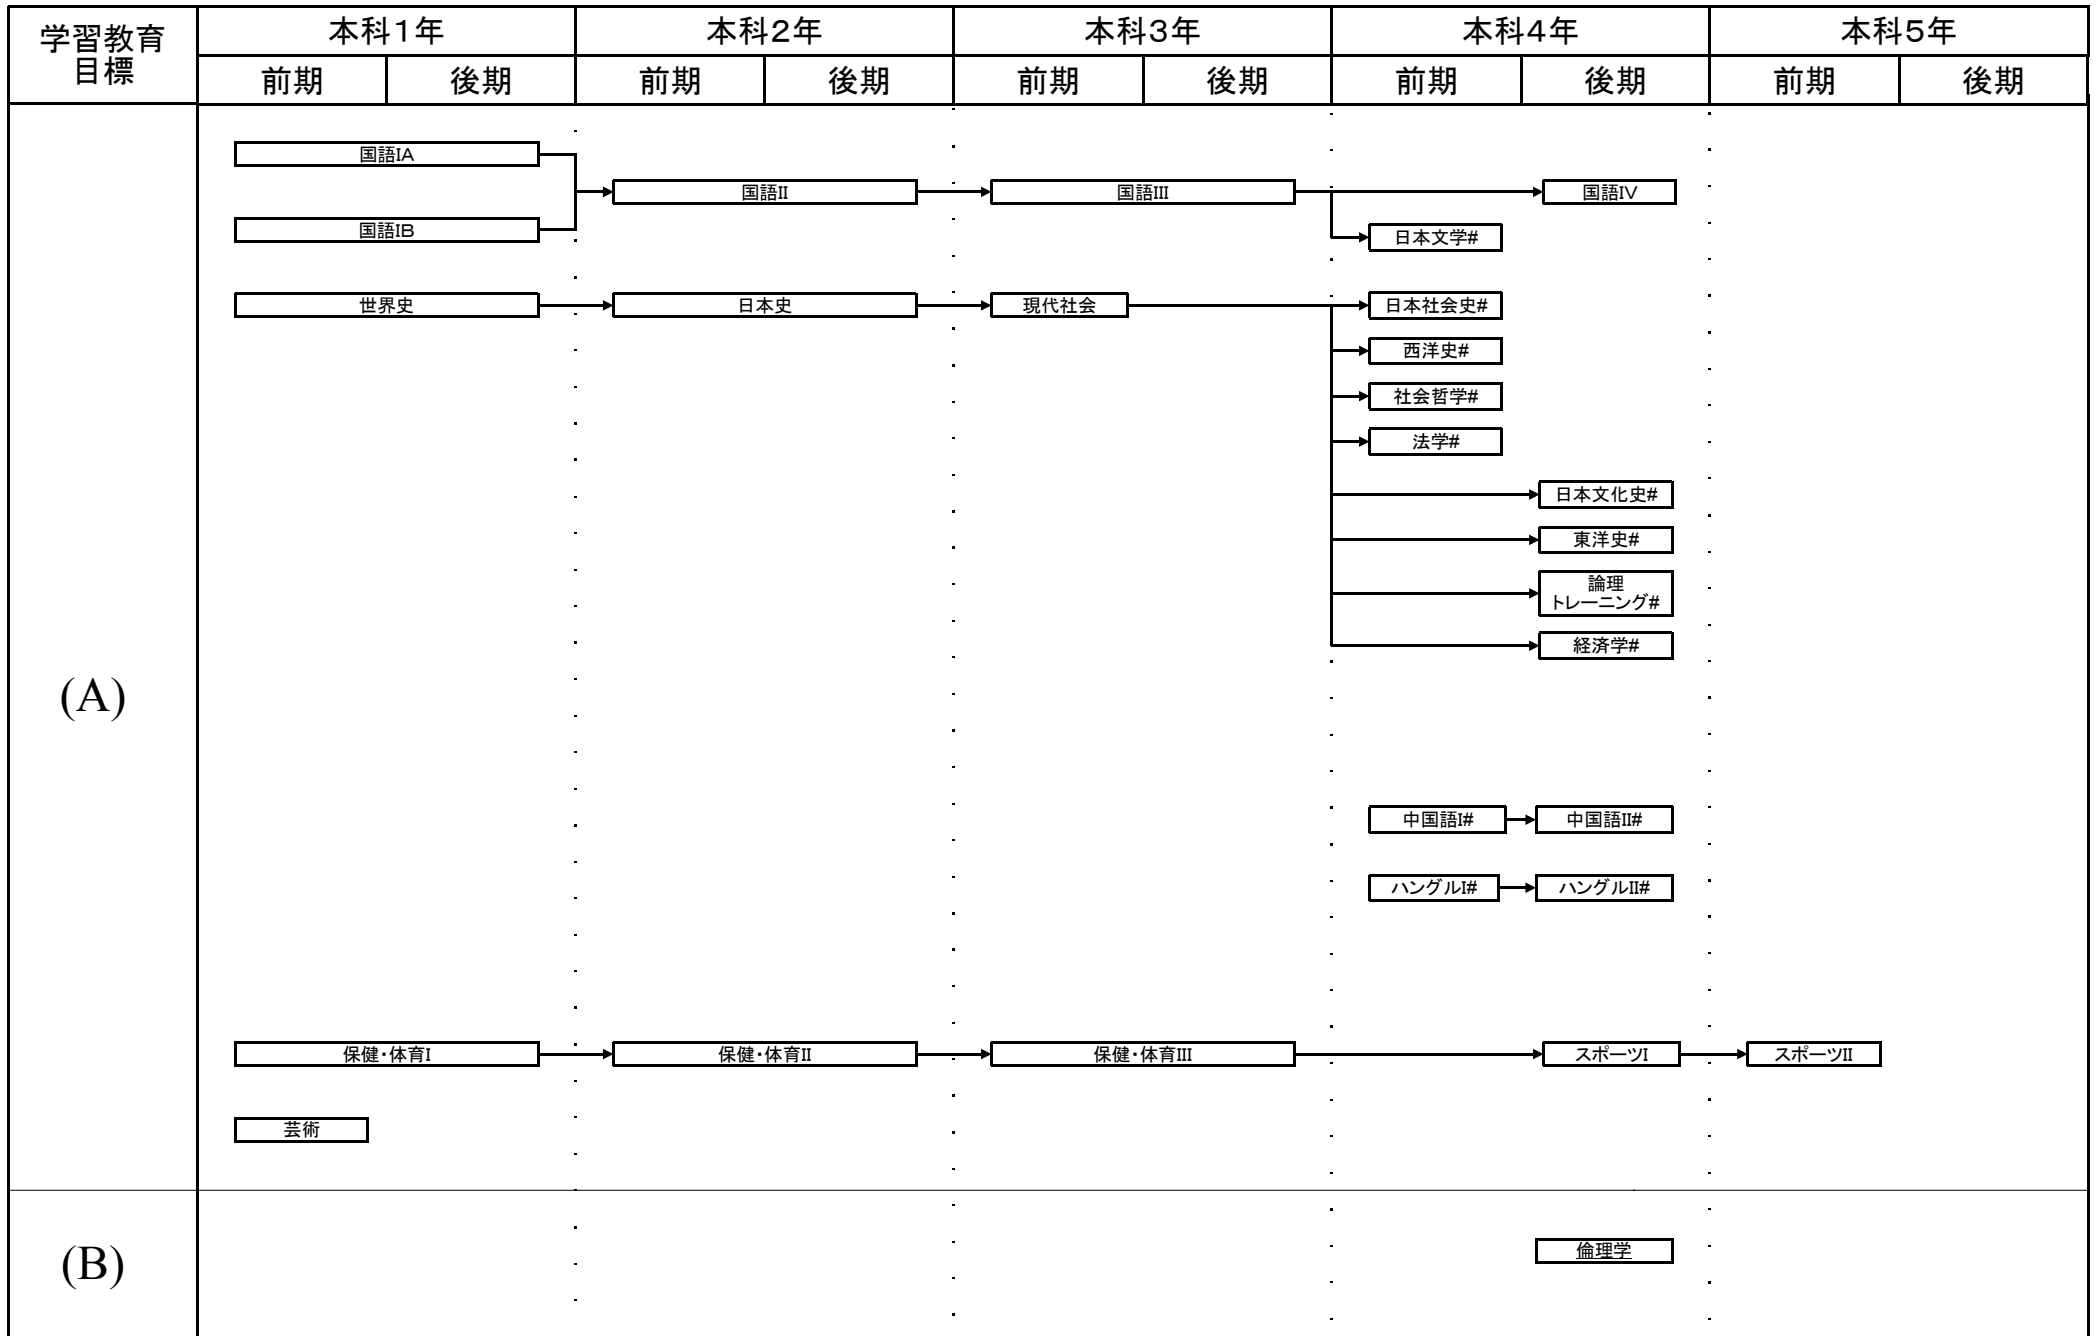 学習教育
目標
本科1年
本科2年
本科3年
本科4年
本科5年
前期
後期
前期
後期
前期
後期
前期
後期
前期
後期
(A)
国語IA
国語IB
国語II
国語III
国語IV
日本文学#
世界史
日本史
現代社会
日本社会史#
西洋史#
社会哲学#
法学#
日本文化史#
東洋史#
論理
トレーニング#
経済学#
中国語I#
中国語II#
ハングルI#
ハングルII#
保健・体育I
保健・体育II
保健・体育III
スポーツI
スポーツII
芸術
(B)
倫理学